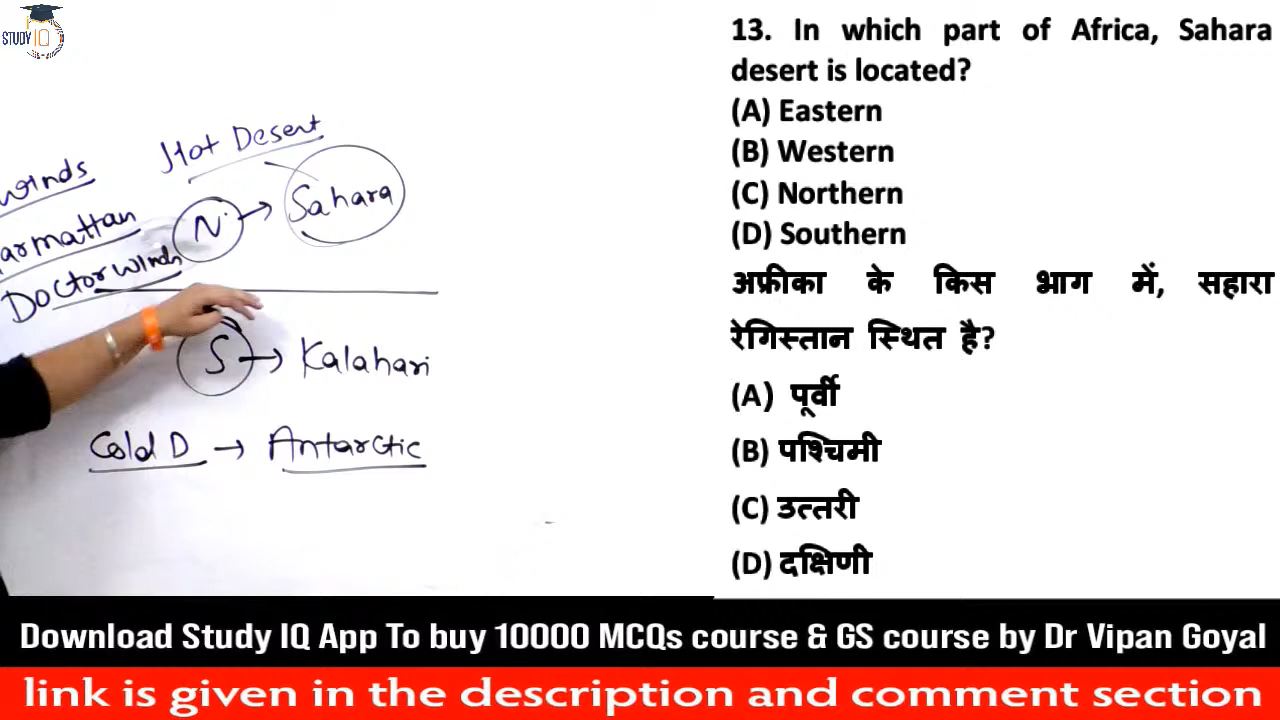 STUDY IQ
Hot Desert
winds
armattan
Doctor winds
N → Sahara
S → Kalahari
Cold D → Antarctic
13. In which part of Africa, Sahara
desert is located?
(A) Eastern
(B) Western
(C) Northern
(D) Southern
अफ्रीका के किस भाग में, सहारा
रेगिस्तान स्थित है?
(A) पूर्वी
(B) पश्चिमी
(C) उत्तरी
(D) दक्षिणी
Download Study IQ App To buy 10000 MCQs course & GS course by Dr Vipan Goyal
link is given in the description and comment section